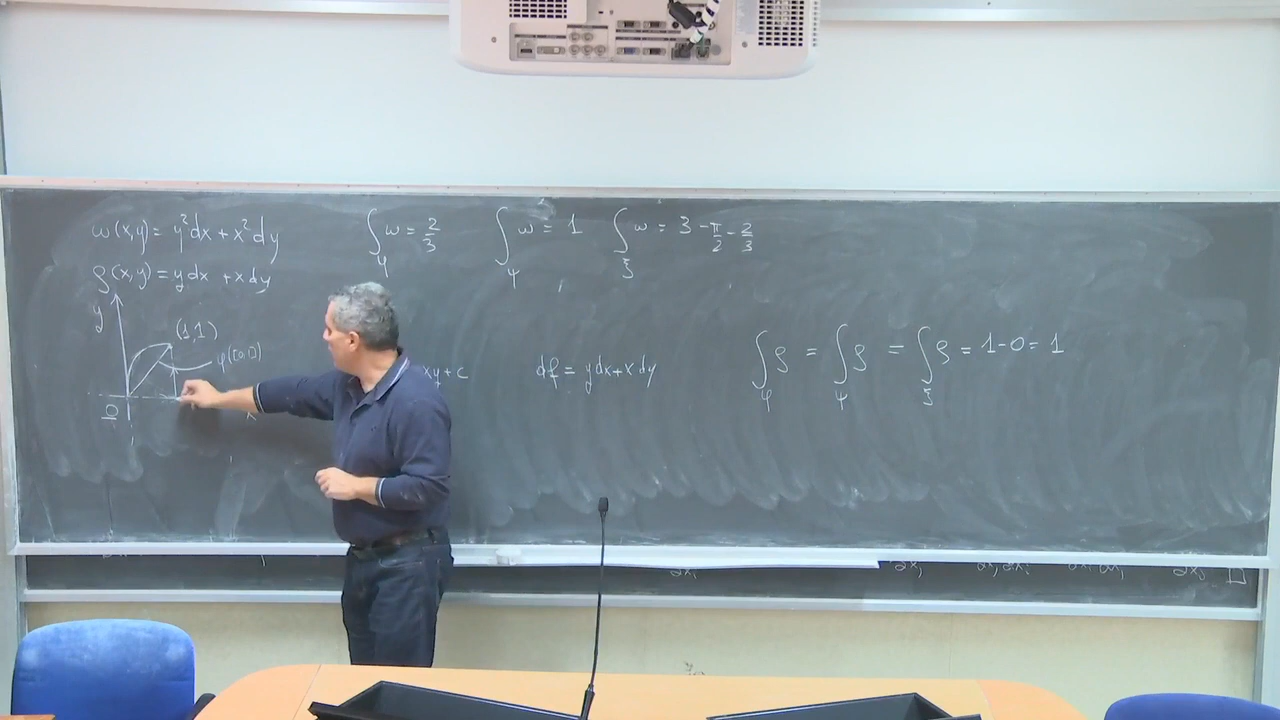 ω(x,y) = y²dx + x²dy
∫_φ ω = 2/3
∫_ψ ω = 1
∫_ξ ω = 3 - π/2 - 2/3
ρ(x,y) = ydx + xdy
y
(1,1)
φ([0,1])
0
x
xy+c
df = ydx + xdy
∫_φ ρ = ∫_ψ ρ = ∫_ξ ρ = 1-0 = 1